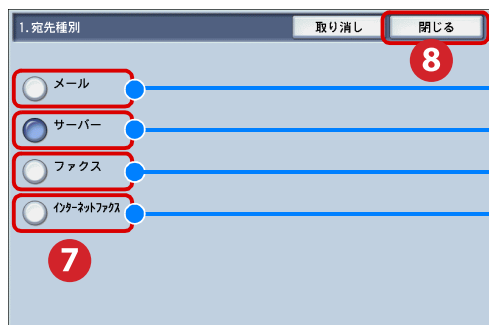 1.宛先種別 取り消し 閉じる
8
メール
サーバー
ファクス
インターネットファクス
7